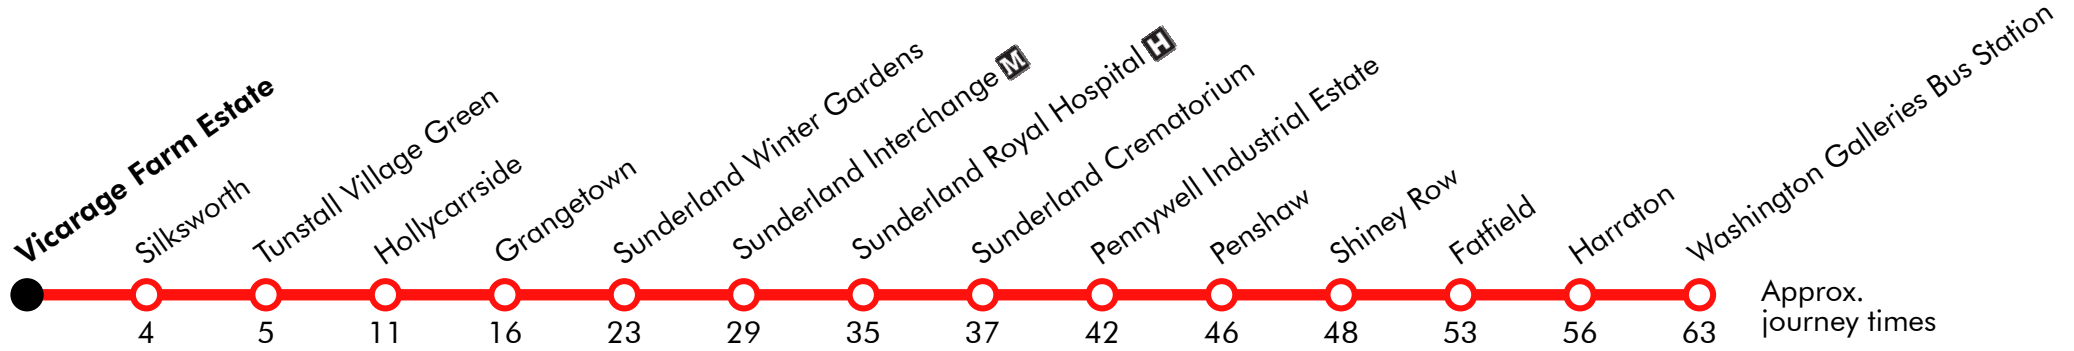 Vicarage Farm Estate
Silksworth
Tunstall Village Green
Hollycarrside
Grangetown
Sunderland Winter Gardens
Sunderland Interchange M
Sunderland Royal Hospital H
Sunderland Crematorium
Pennywell Industrial Estate
Penshaw
Shiney Row
Fatfield
Harraton
Washington Galleries Bus Station
4 5 11 16 23 29 35 37 42 46 48 53 56 63
Approx.
journey times